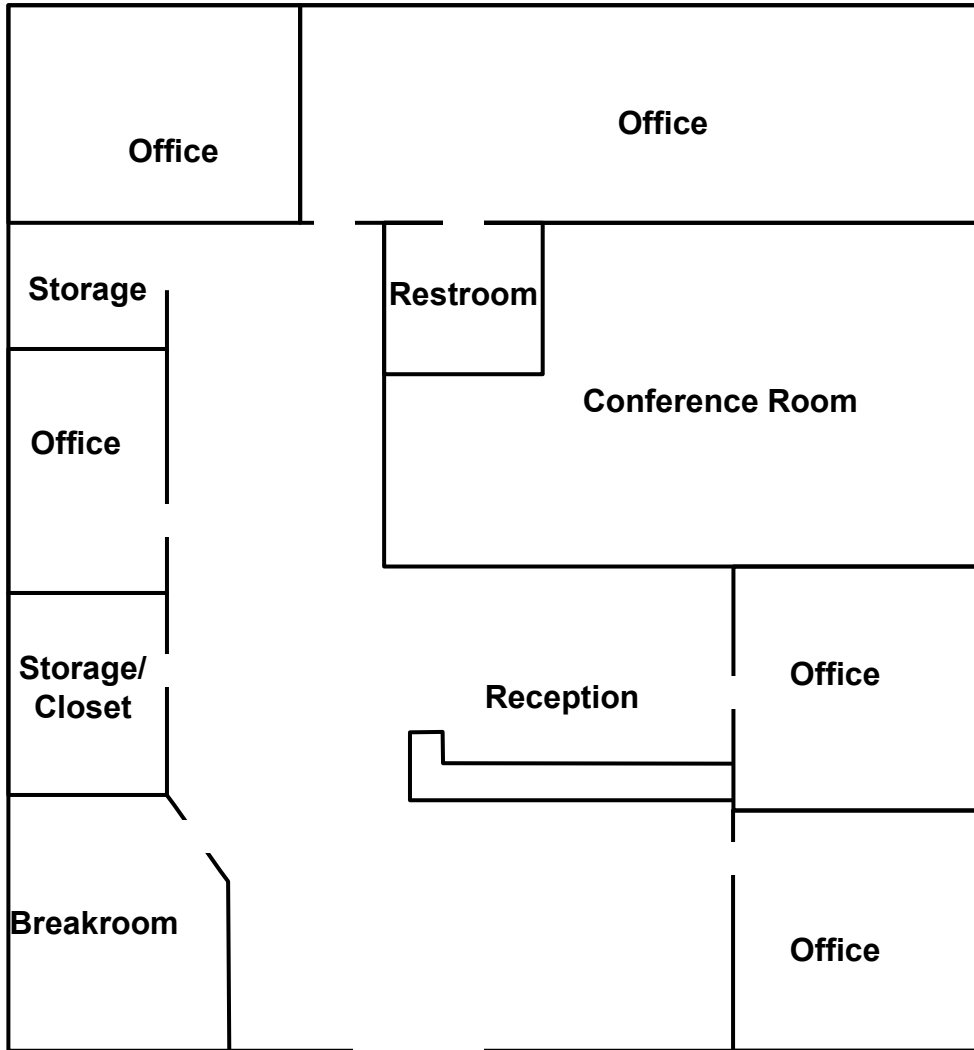 Office
Office
Storage
Restroom
Conference Room
Office
Storage/
Closet
Reception
Office
Breakroom
Office